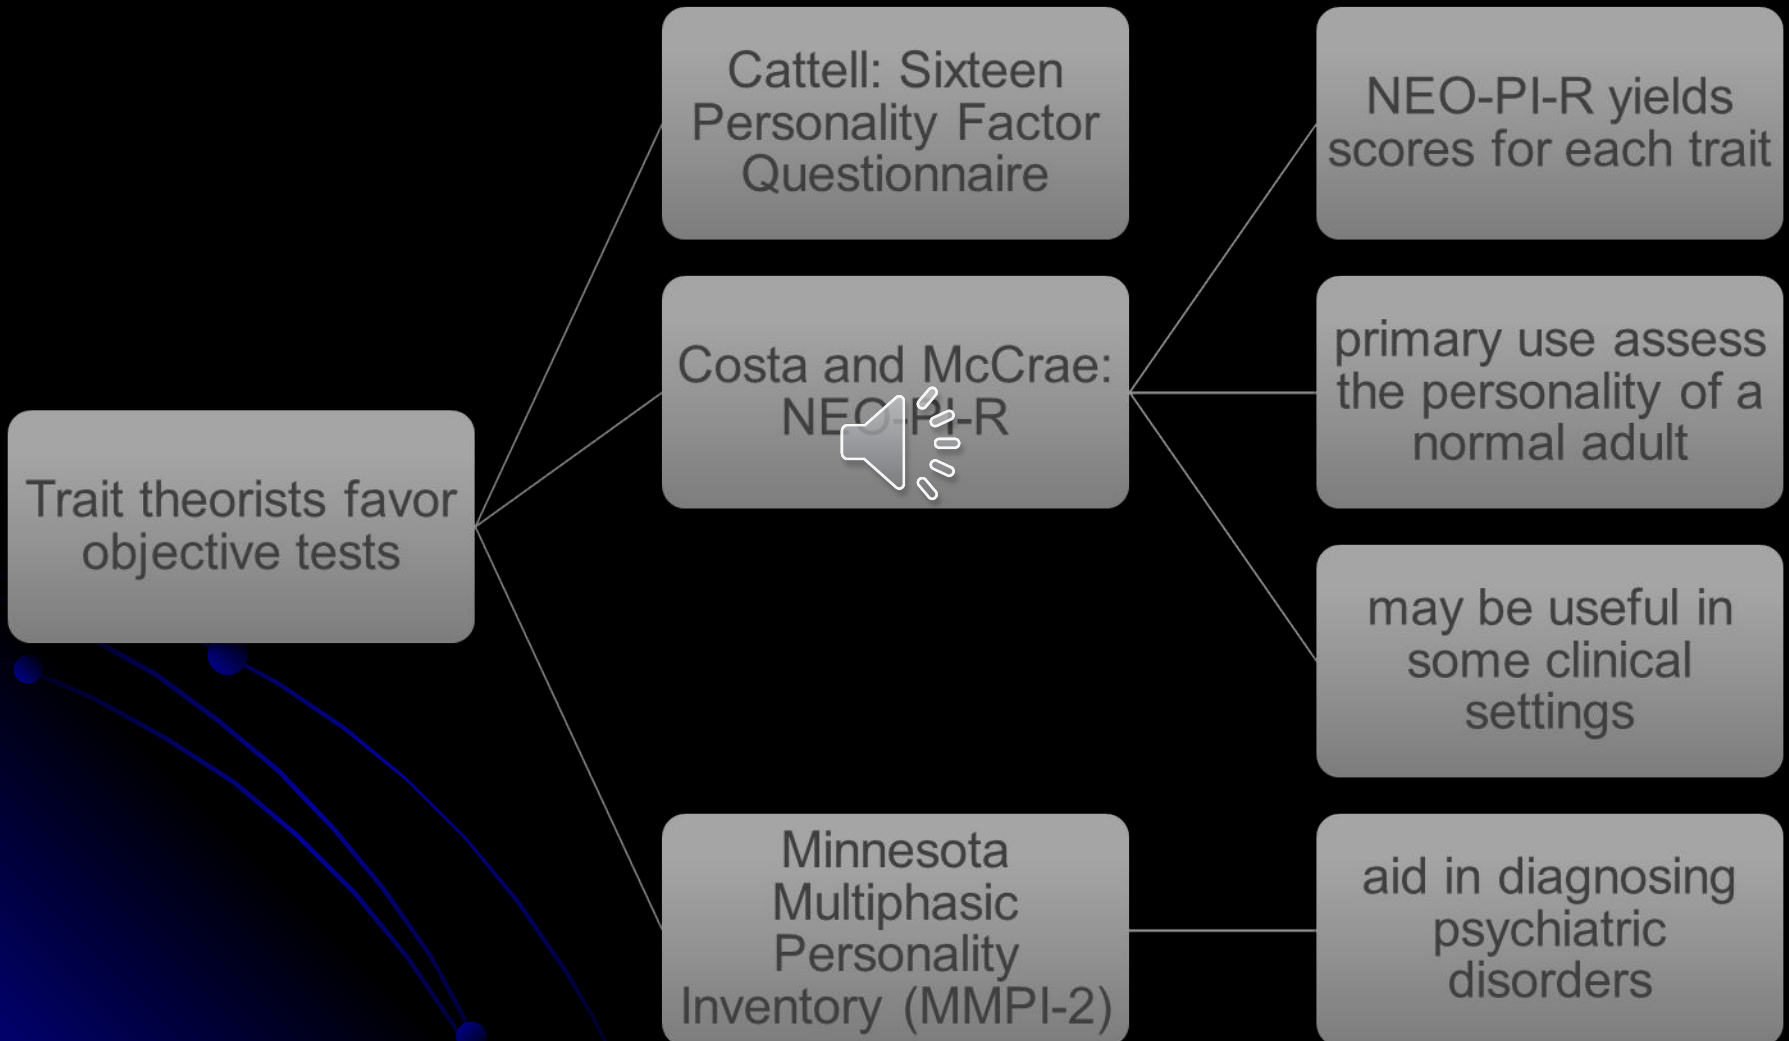 Trait theorists favor
objective tests
Cattell: Sixteen
Personality Factor
Questionnaire
Costa and McCrae:
NEO-PI-R
Minnesota
Multiphasic
Personality
Inventory (MMPI-2)
NEO-PI-R yields
scores for each trait
primary use assess
the personality of a
normal adult
may be useful in
some clinical
settings
aid in diagnosing
psychiatric
disorders